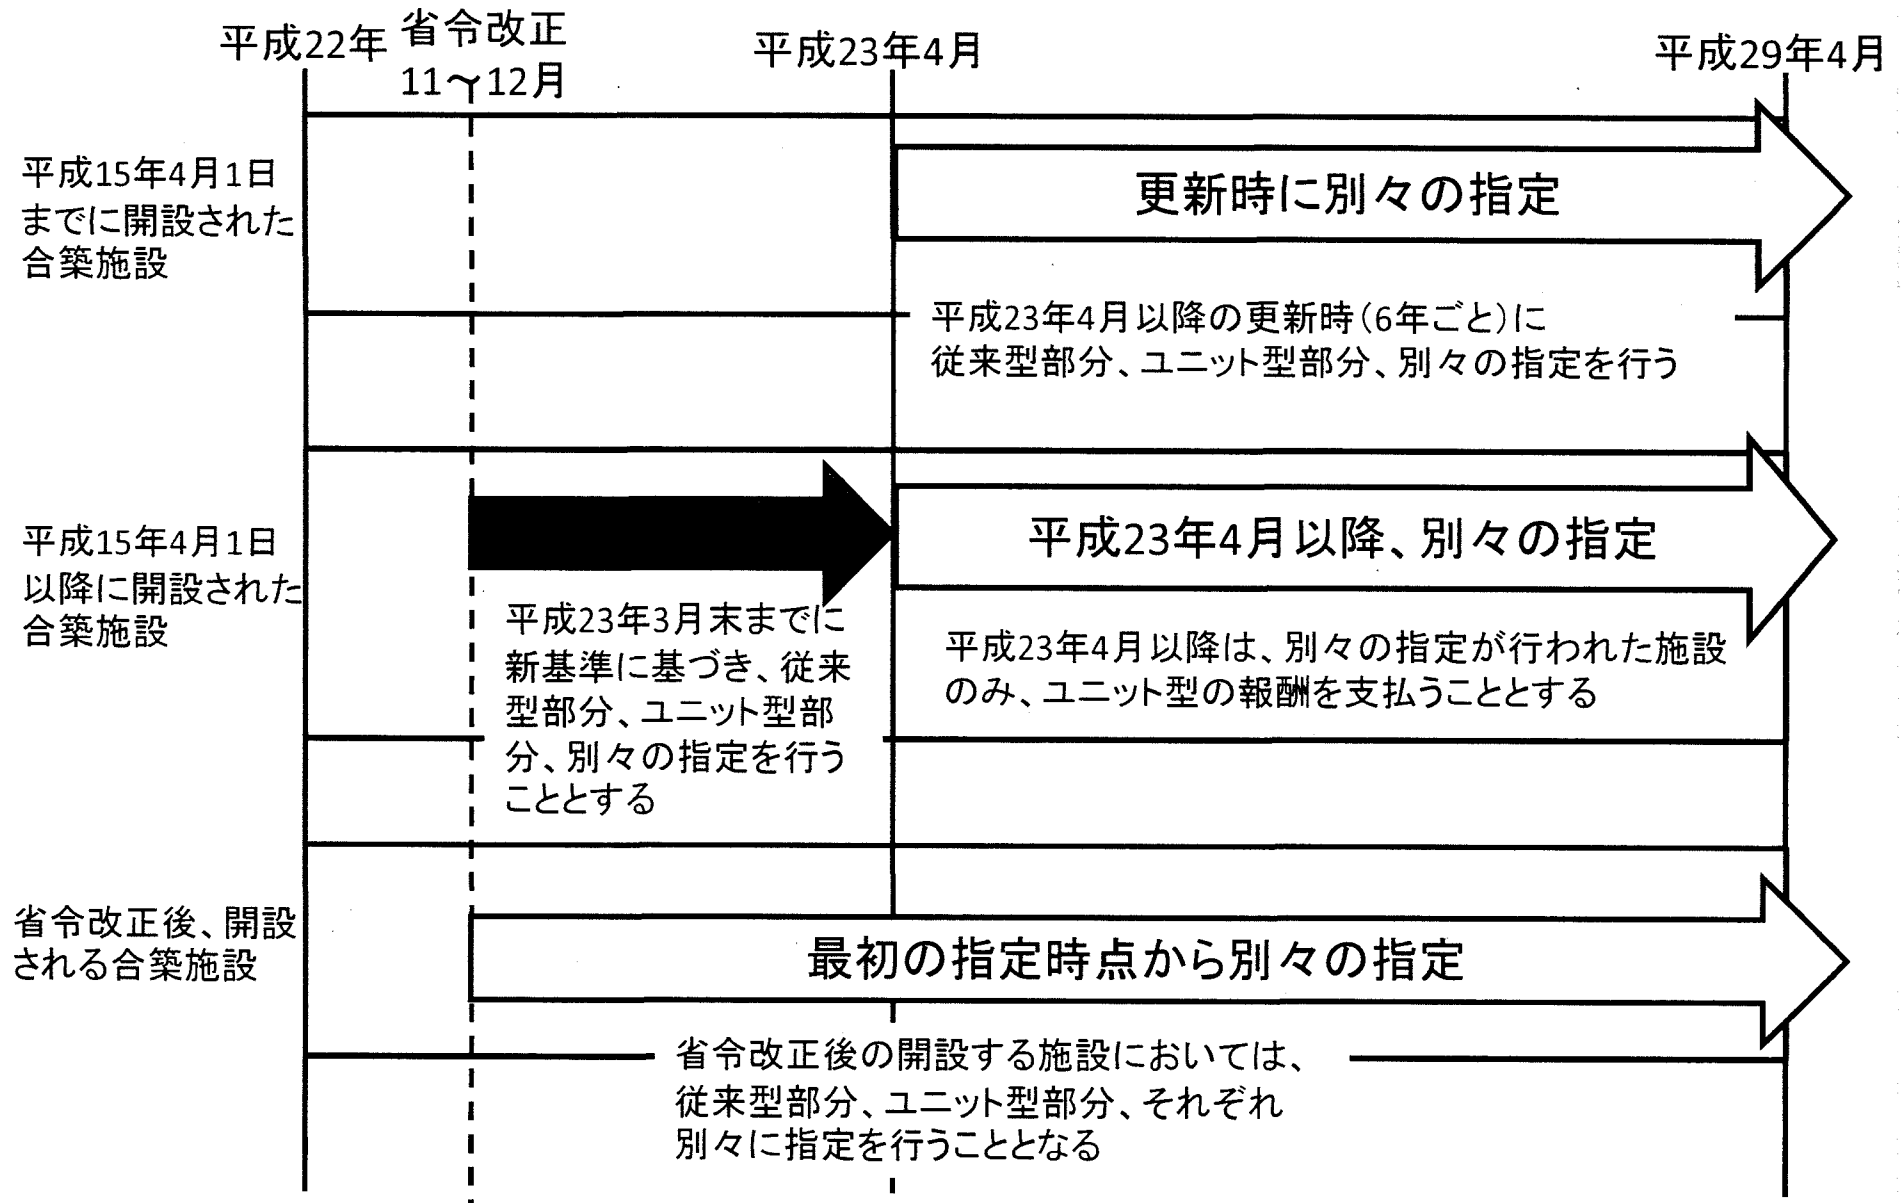 平成22年
省令改正
11～12月
平成23年4月
平成29年4月
平成15年4月1日
までに開設された
合築施設
更新時に別々の指定
平成23年4月以降の更新時（6年ごと）に
従来型部分、ユニット型部分、別々の指定を行う
平成15年4月1日
以降に開設された
合築施設
平成23年4月以降、別々の指定
平成23年3月末までに
新基準に基づき、従来
型部分、ユニット型部
分、別々の指定を行う
こととする
平成23年4月以降は、別々の指定が行われた施設
のみ、ユニット型の報酬を支払うこととする
省令改正後、開設
される合築施設
最初の指定時点から別々の指定
省令改正後の開設する施設においては、
従来型部分、ユニット型部分、それぞれ
別々に指定を行うこととなる